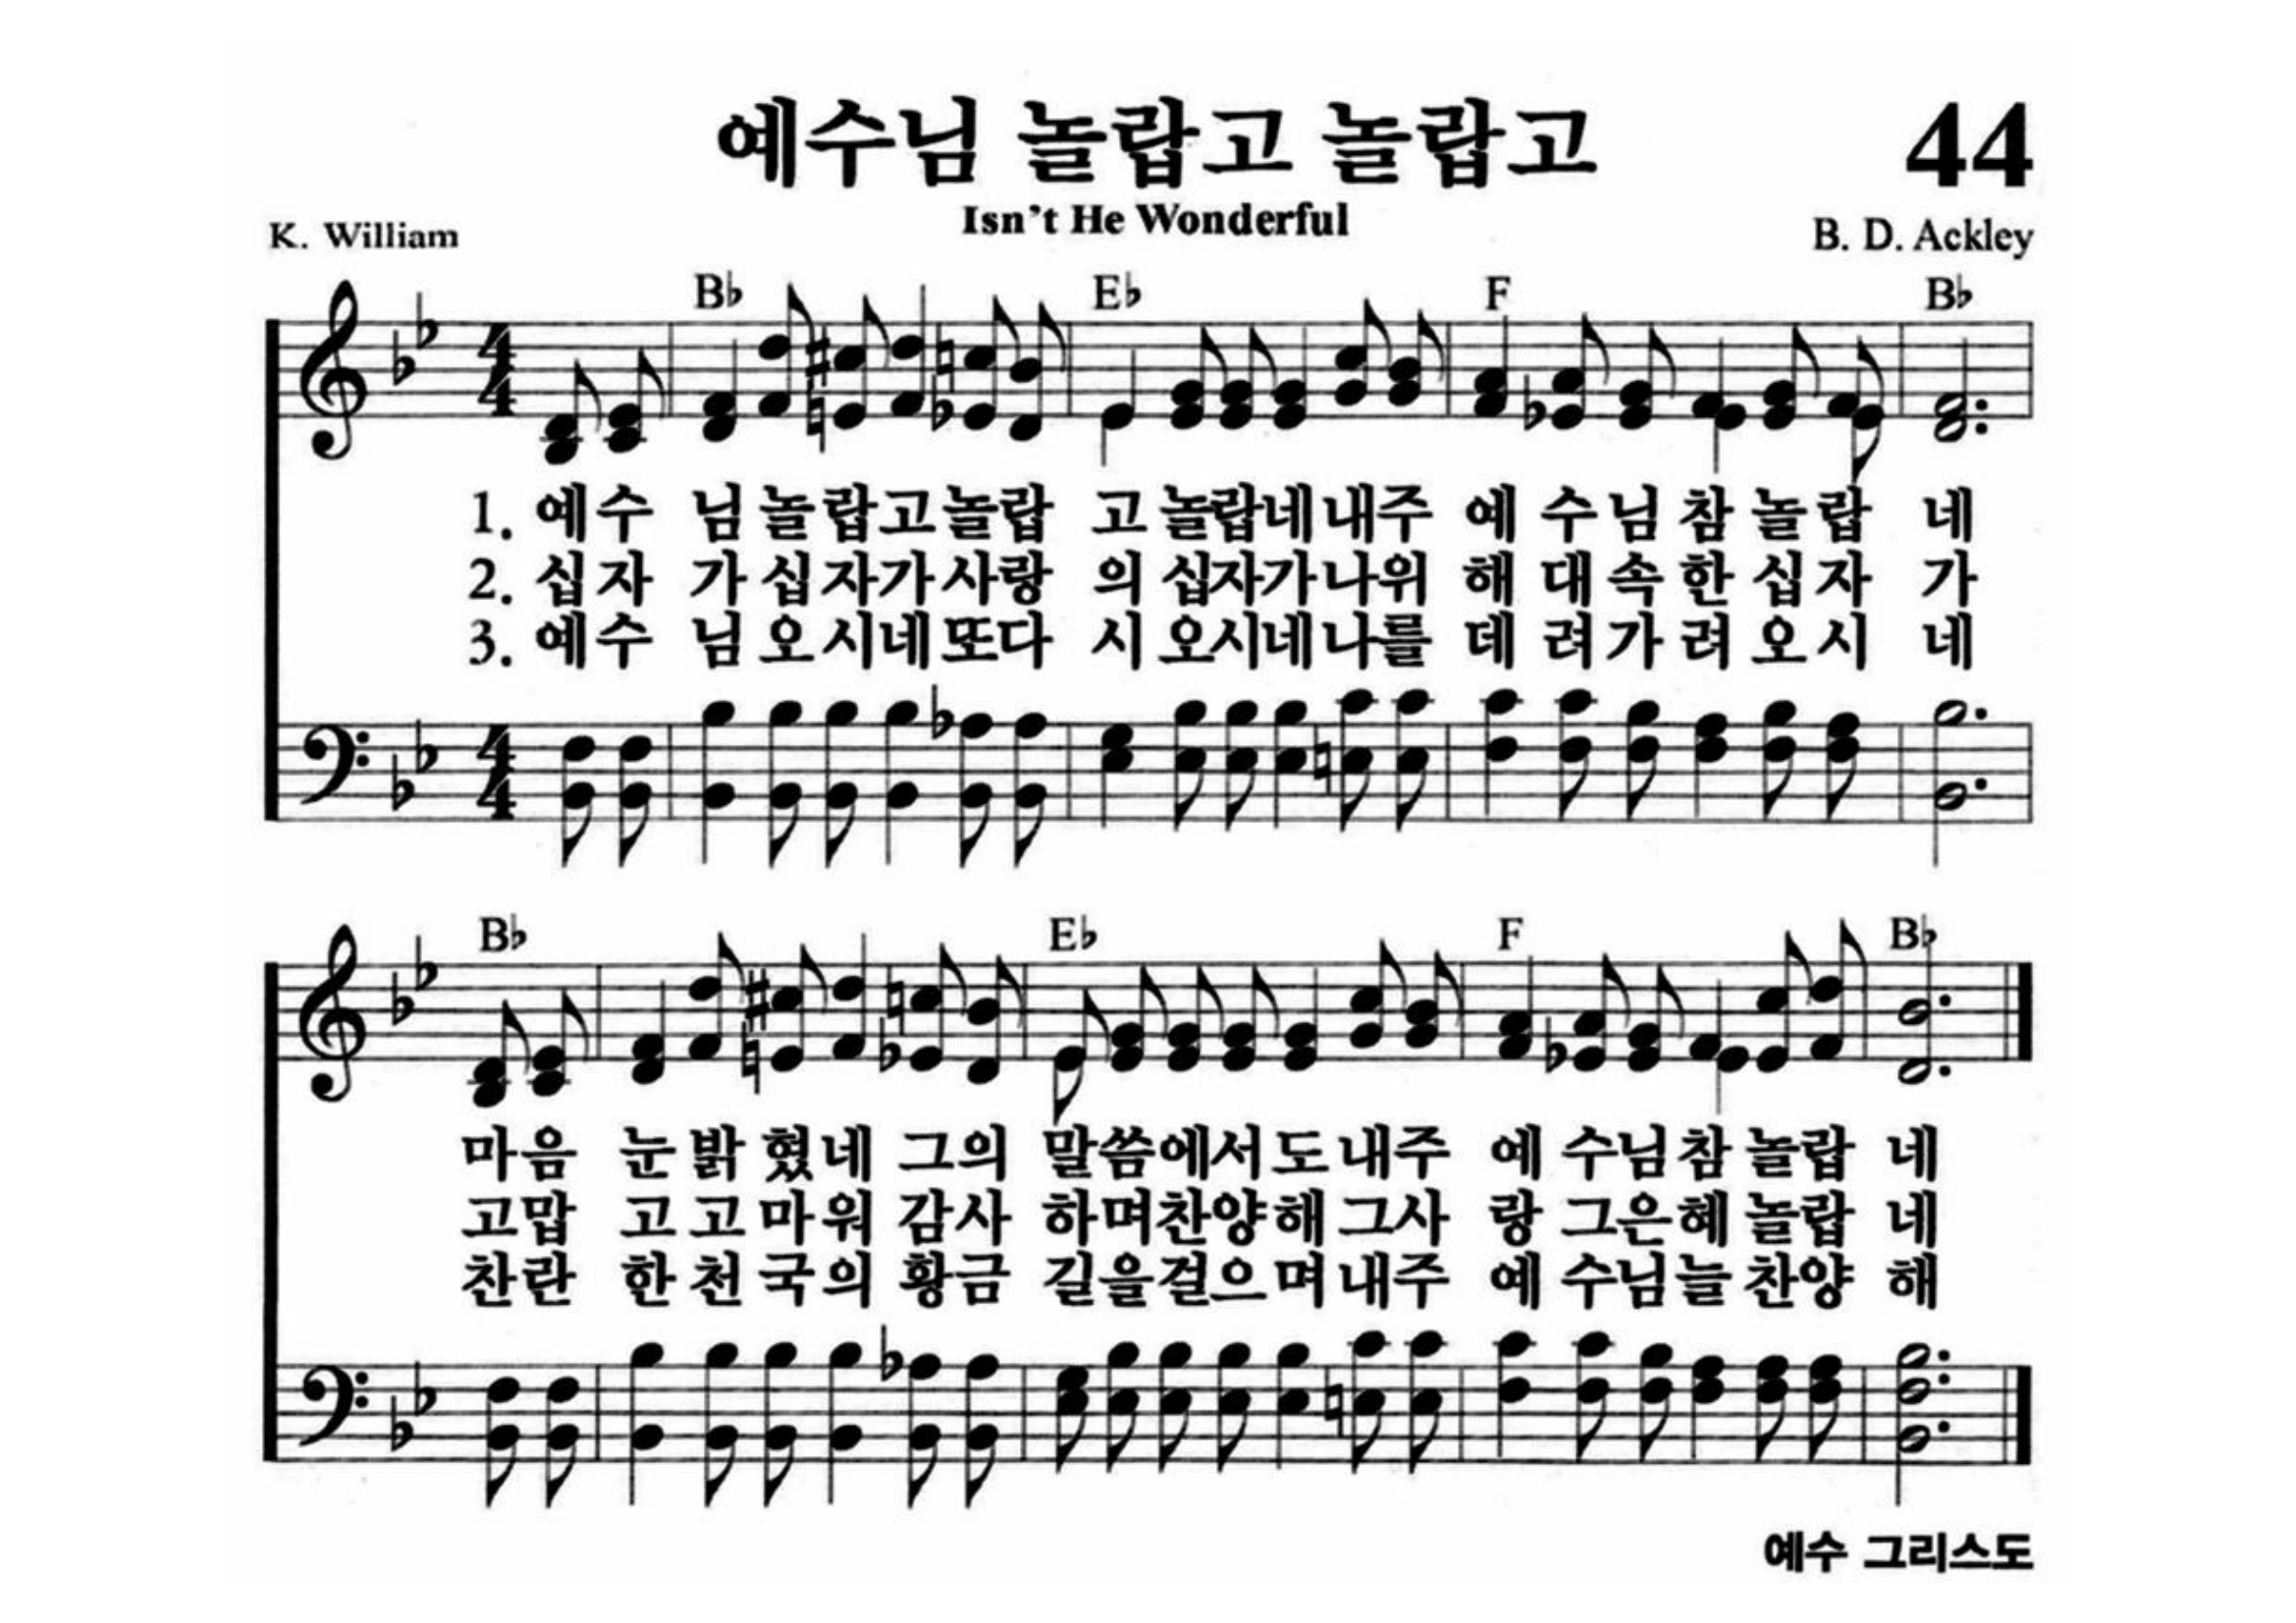 예수님 놀랍고 놀랍고 44
Isn't He Wonderful
K. William B. D. Ackley
B♭ E♭ F B♭
4/4
1. 예수 님 놀랍고놀랍 고 놀랍네내주 예 수 님 참 놀 랍 네
2. 십자 가 십자가사랑 의 십자가나위 해 대 속 한 십 자 가
3. 예수 님 오시네또다 시 오시네나를 데 려 가 려 오 시 네
4/4
B♭ E♭ F B♭
마음 눈 밝 혔 네 그의 말씀에서도 내주 예 수님 참 놀랍 네
고맙 고 고 마 워 감사 하며찬양해 그사 랑 그은 혜 놀랍 네
찬란 한 천 국 의 황금 길을걸으며 내주 예 수님 늘 찬양 해
예수 그리스도